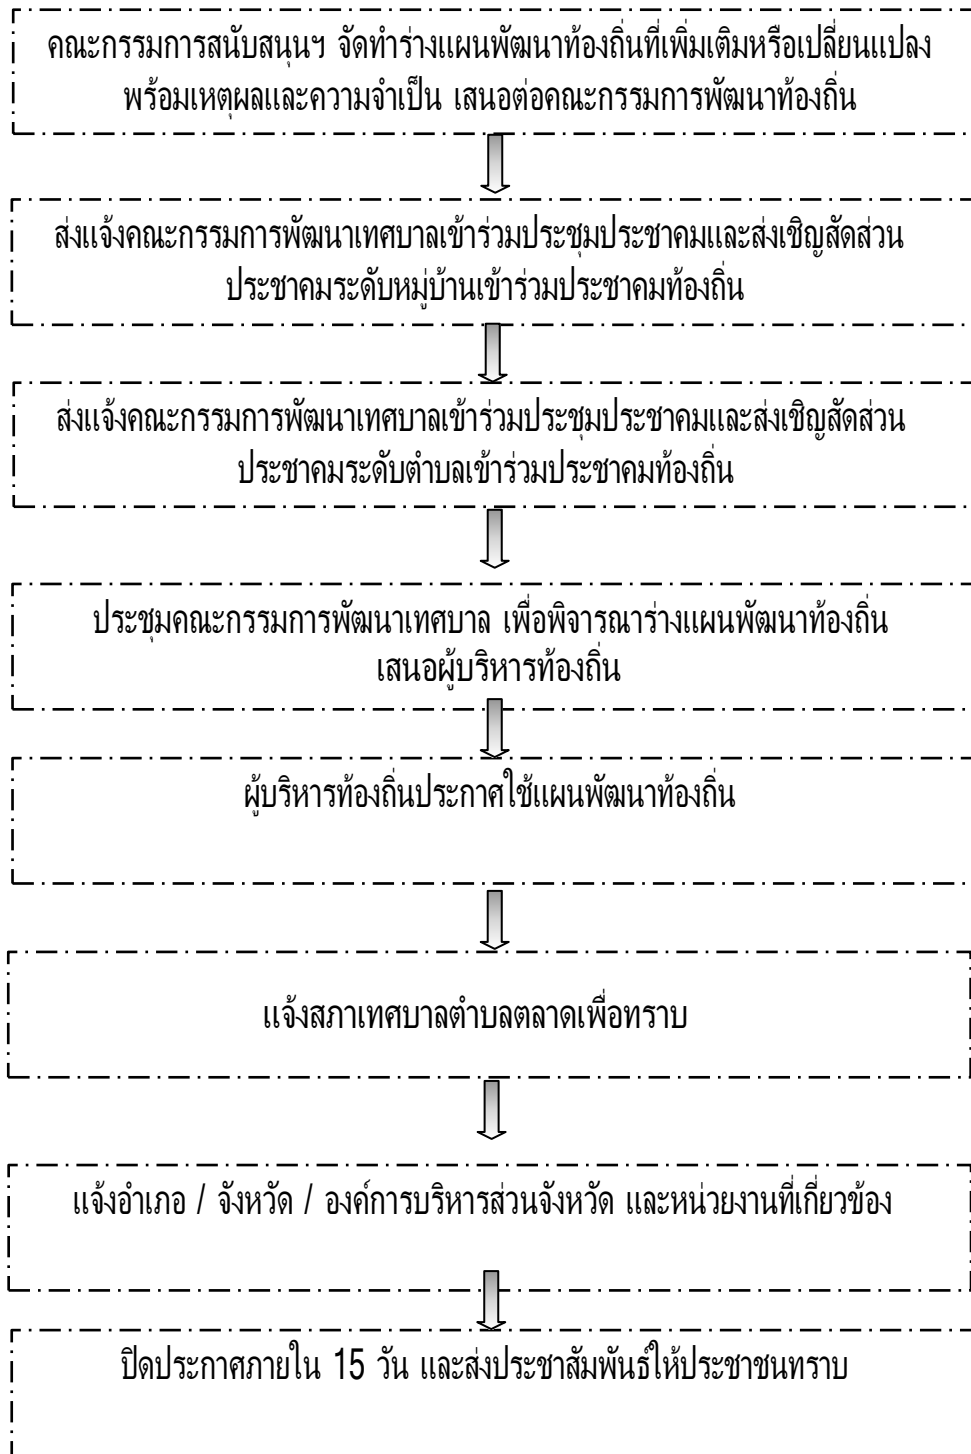 คณะกรรมการสนับสนุนฯ จัดทำร่างแผนพัฒนาท้องถิ่นที่เพิ่มเติมหรือเปลี่ยนแปลง
พร้อมเหตุผลและความจำเป็น เสนอต่อคณะกรรมการพัฒนาท้องถิ่น
ส่งแจ้งคณะกรรมการพัฒนาเทศบาลเข้าร่วมประชุมประชาคมและส่งเชิญสัดส่วน
ประชาคมระดับหมู่บ้านเข้าร่วมประชาคมท้องถิ่น
ส่งแจ้งคณะกรรมการพัฒนาเทศบาลเข้าร่วมประชุมประชาคมและส่งเชิญสัดส่วน
ประชาคมระดับตำบลเข้าร่วมประชาคมท้องถิ่น
ประชุมคณะกรรมการพัฒนาเทศบาล เพื่อพิจารณาร่างแผนพัฒนาท้องถิ่น
เสนอผู้บริหารท้องถิ่น
ผู้บริหารท้องถิ่นประกาศใช้แผนพัฒนาท้องถิ่น
แจ้งสภาเทศบาลตำบลตลาดเพื่อทราบ
แจ้งอำเภอ / จังหวัด / องค์การบริหารส่วนจังหวัด และหน่วยงานที่เกี่ยวข้อง
ปิดประกาศภายใน 15 วัน และส่งประชาสัมพันธ์ให้ประชาชนทราบ